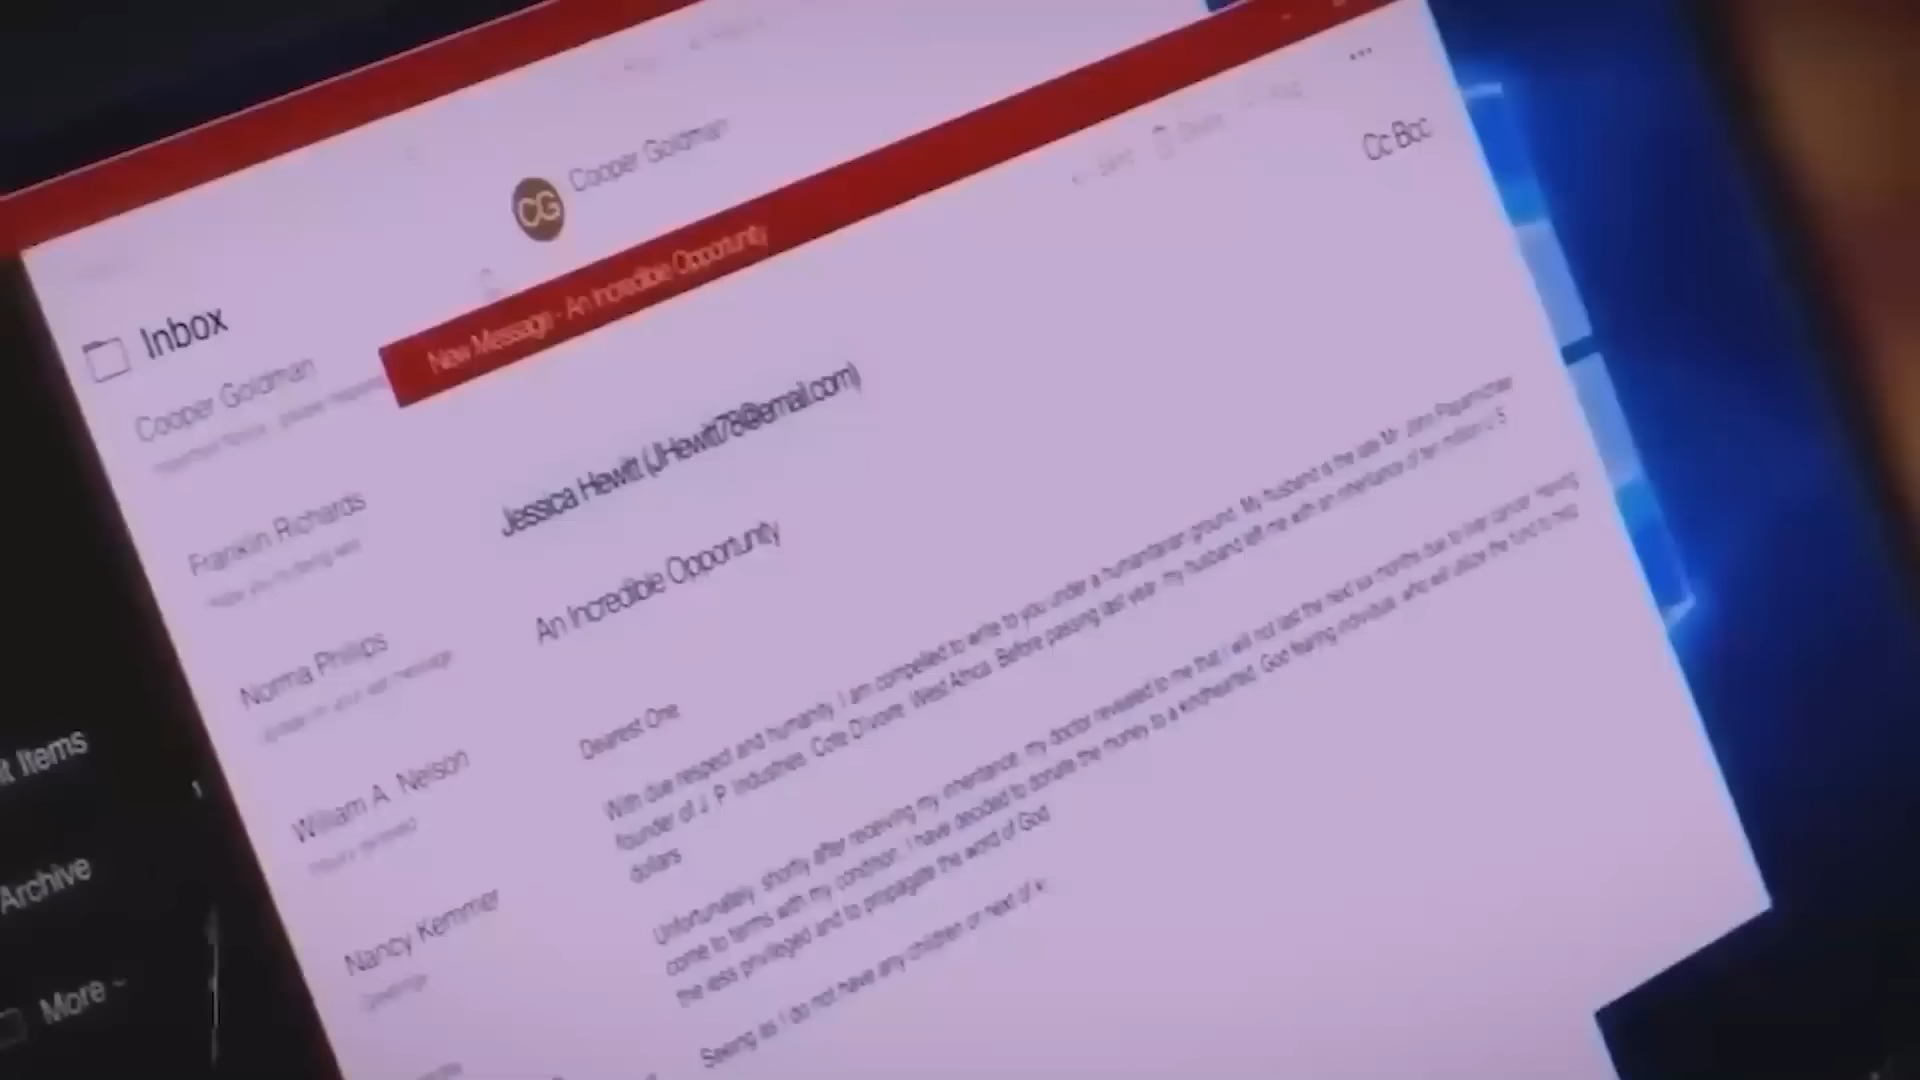 Cooper Goldman
CG
Inbox
New Message - An Incredible Opportunity
Cc Bcc
Cooper Goldman
Franklin Richards
Norma Phillips
William A. Nelson
Nancy Kemmer
Jessica Hewitt (JHewitt78@email.com)
An Incredible Opportunity
Dearest One
With due respect and humanity, I am compelled to write to you under a humanitarian ground. My husband is the late Mr. John
founder of J. P. Industries, Cote D'ivoire, West Africa. Before passing last year, my husband left me with an inheritance of ten million U.S.
dollars
Unfortunately, shortly after receiving my inheritance, my doctor revealed to me that I will not last the next six months due to liver cancer. Having
come to terms with my condition, I have decided to donate the money to a kindhearted, God fearing individual, who will utilize the fund to help
the less privileged and to propagate the word of God
Seeing as I do not have any children or next of k
Items
Archive
More